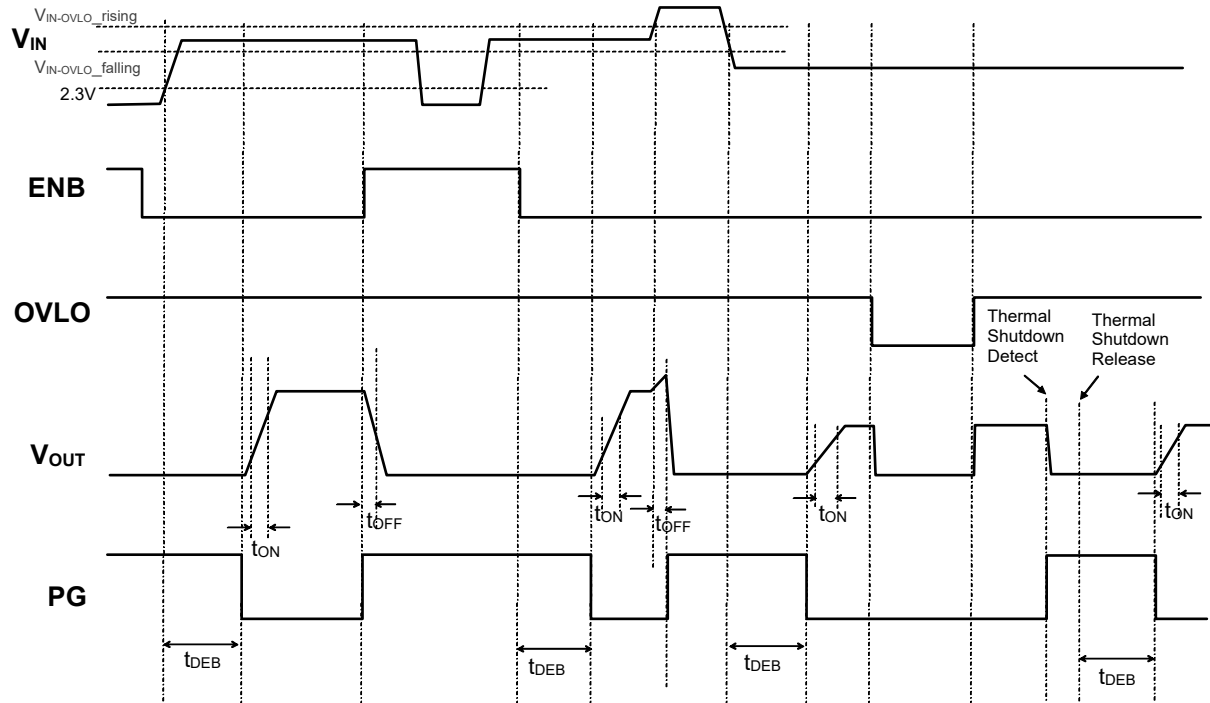 VIN-OVLO_rising
VIN
VIN-OVLO_falling
2.3V
ENB
OVLO
Thermal
Shutdown
Detect
Thermal
Shutdown
Release
VOUT
tON
tOFF
tON
tOFF
tON
tON
PG
tDEB
tDEB
tDEB
tDEB